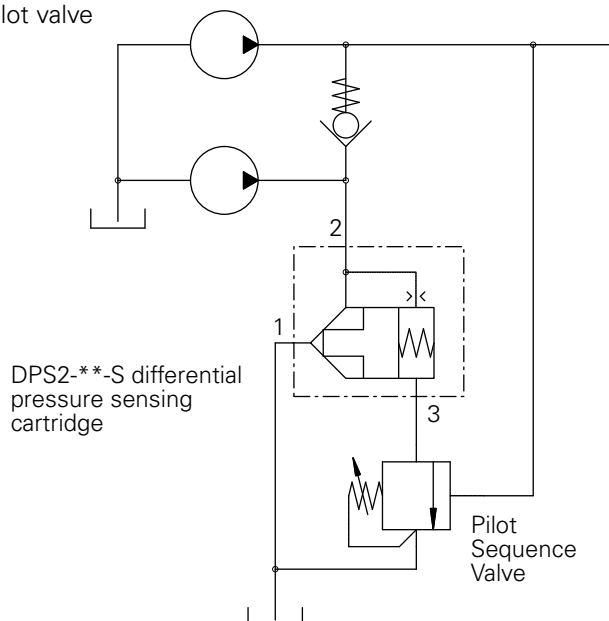 lot valve
2
1
DPS2-**-S differential
pressure sensing
cartridge
3
Pilot
Sequence
Valve